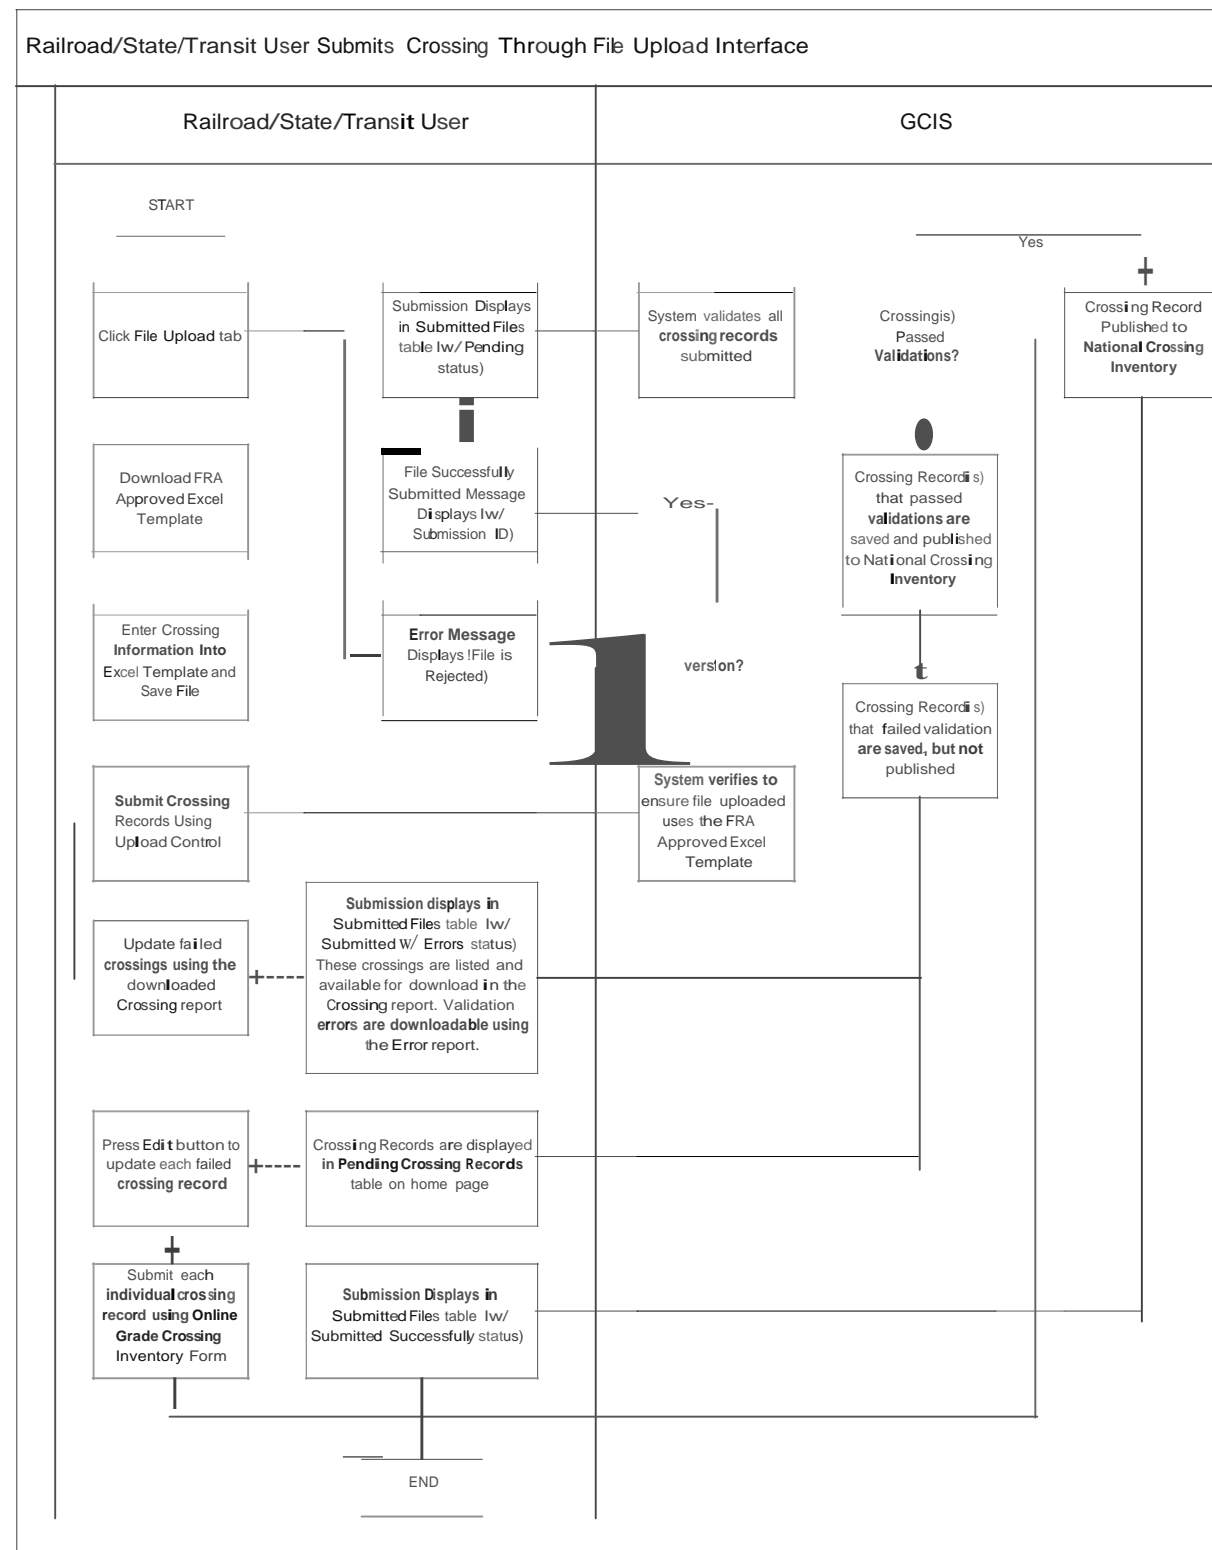 Railroad/State/Transit User Submits Crossing Through File Upload Interface
Railroad/State/Transit User
GCIS
START
Yes
Click File Upload tab
Submission Displays
in Submitted Files
table Iw/ Pending
status)
System validates all
crossing records
submitted
Crossingis)
Passed
Validations?
Crossing Record
Published to
National Crossing
Inventory
Download FRA
Approved Excel
Template
File Successfully
Submitted Message
Displays Iw/
Submission ID)
Yes-
Crossing Recordis)
that passed
validations are
saved and published
to National Crossing
Inventory
Enter Crossing
Information Into
Excel Template and
Save File
Error Message
Displays !File is
Rejected)
1
version?
t
Crossing Recordis)
that failed validation
are saved, but not
published
Submit Crossing
Records Using
Upload Control
System verifies to
ensure file uploaded
uses the FRA
Approved Excel
Template
Update failed
crossings using the
downloaded
Crossing report
Submission displays in
Submitted Files table Iw/
Submitted W/ Errors status)
These crossings are listed and
available for download in the
Crossing report. Validation
errors are downloadable using
the Error report.
Press Edit button to
update each failed
crossing record
Crossing Records are displayed
in Pending Crossing Records
table on home page
Submit each
individual crossing
record using Online
Grade Crossing
Inventory Form
Submission Displays in
Submitted Files table Iw/
Submitted Successfully status)
END